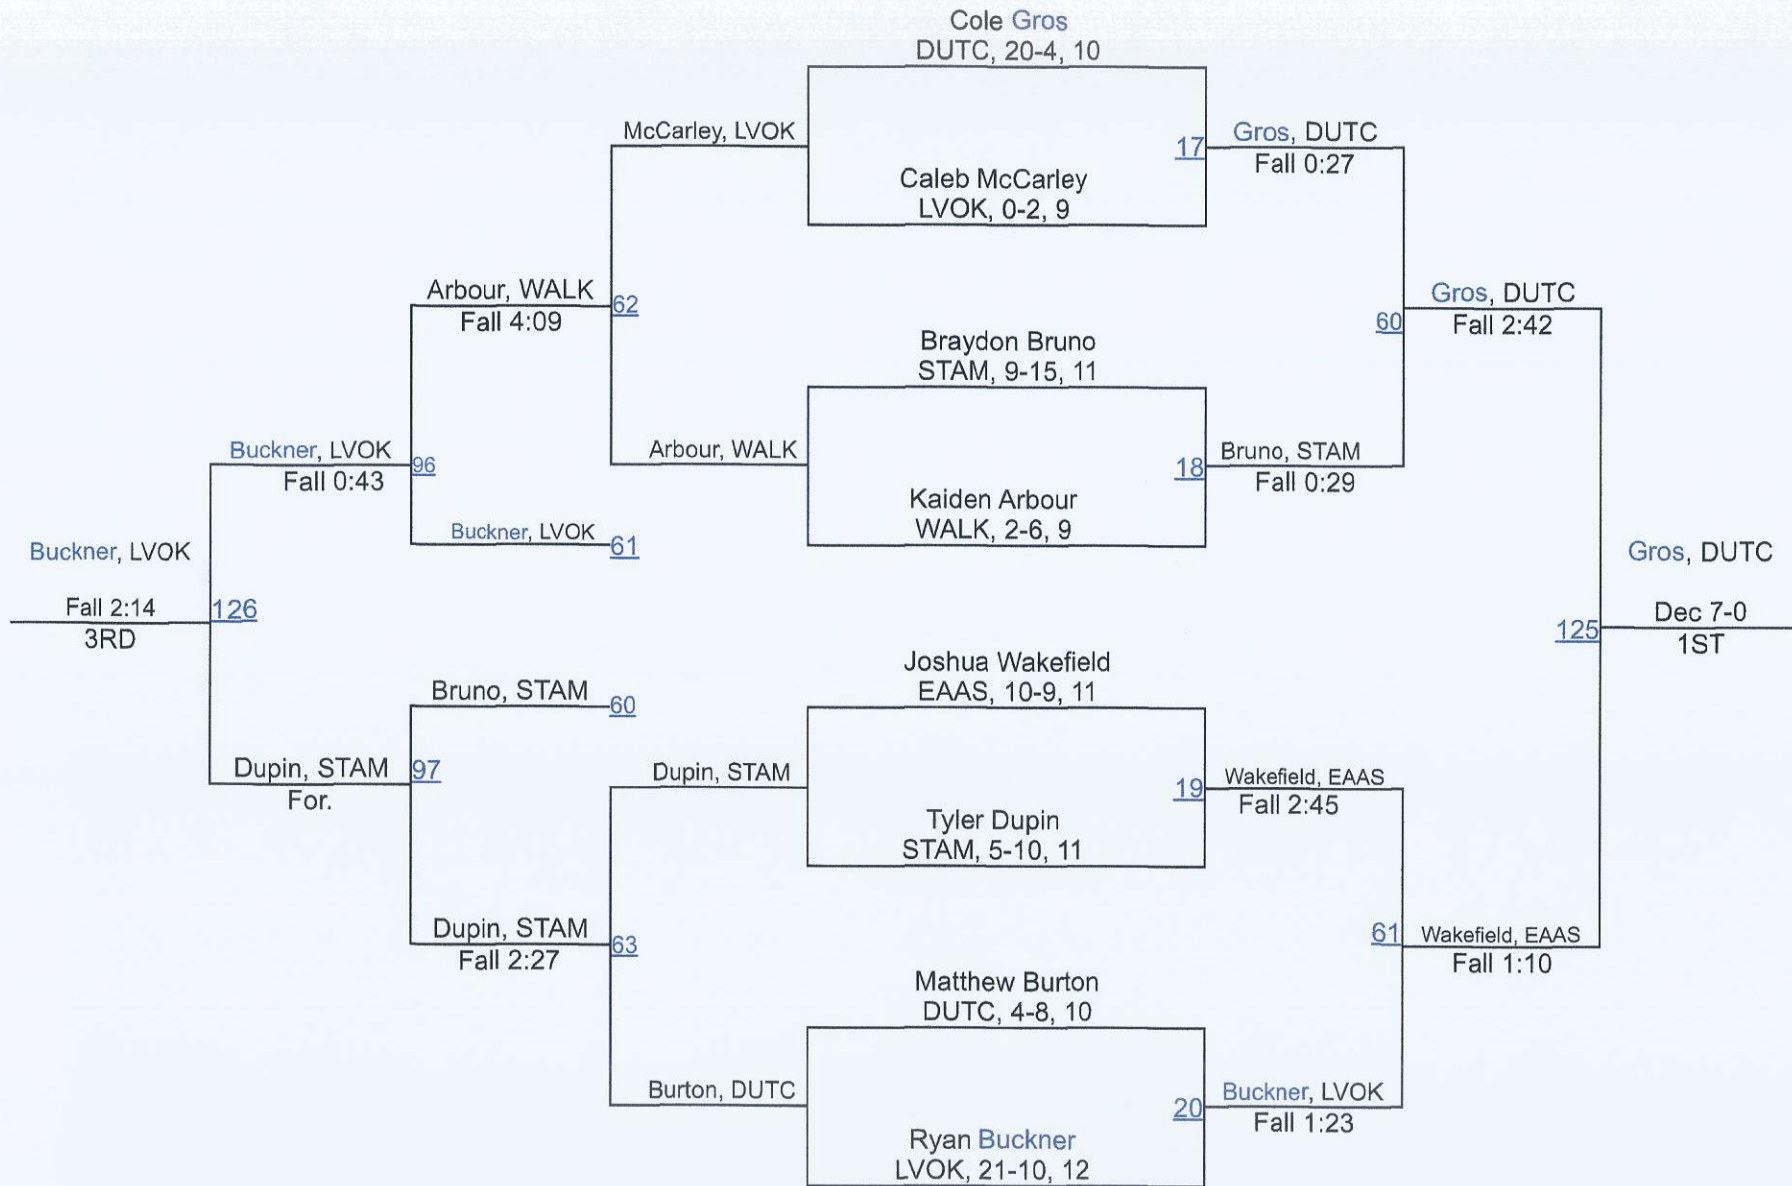 Cole Gros
DUTC, 20-4, 10
McCarley, LVOK
17
Gros, DUTC
Fall 0:27
Caleb McCarley
LVOK, 0-2, 9
Arbour, WALK
Fall 4:09
62
Gros, DUTC
Fall 2:42
60
Braydon Bruno
STAM, 9-15, 11
Buckner, LVOK
Fall 0:43
96
Arbour, WALK
18
Bruno, STAM
Fall 0:29
Kaiden Arbour
WALK, 2-6, 9
Buckner, LVOK
61
Buckner, LVOK
Fall 2:14
3RD
126
Gros, DUTC
Dec 7-0
1ST
125
Joshua Wakefield
EAAS, 10-9, 11
Bruno, STAM
60
Dupin, STAM
For.
97
Dupin, STAM
19
Wakefield, EAAS
Fall 2:45
Tyler Dupin
STAM, 5-10, 11
Dupin, STAM
Fall 2:27
63
61
Wakefield, EAAS
Fall 1:10
Matthew Burton
DUTC, 4-8, 10
Burton, DUTC
20
Buckner, LVOK
Fall 1:23
Ryan Buckner
LVOK, 21-10, 12